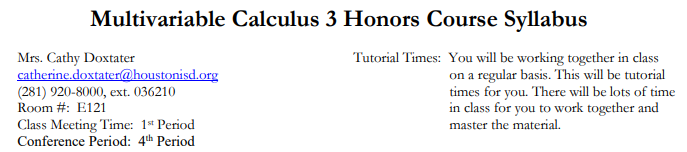 Multivariable Calculus 3 Honors Course Syllabus
Mrs. Cathy Doxtater
catherine.doxtater@houstonisd.org
(281) 920-8000, ext. 036210
Room #: E121
Class Meeting Time: 1st Period
Conference Period: 4th Period
Tutorial Times: You will be working together in class
on a regular basis. This will be tutorial
times for you. There will be lots of time
in class for you to work together and
master the material.